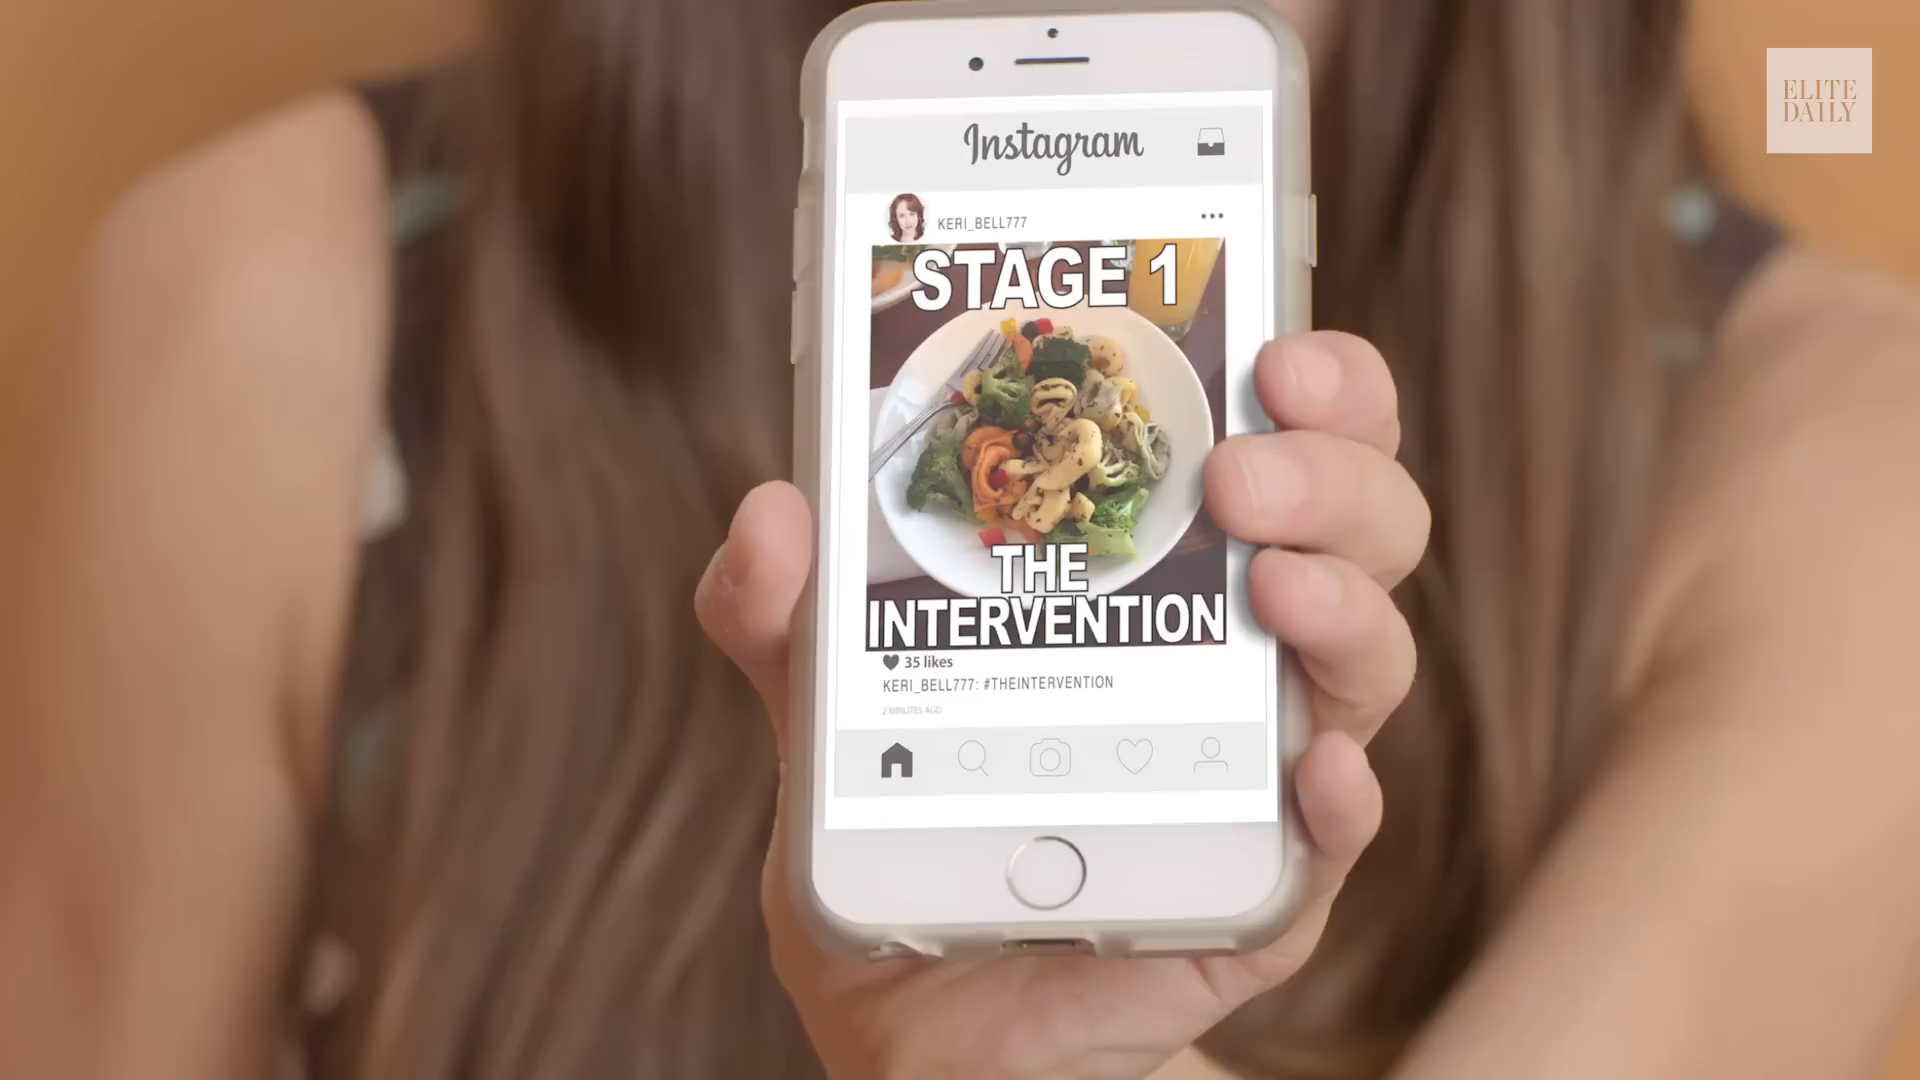 ELITE
DAILY
Instagram
KERI_BELL777
STAGE 1
THE
INTERVENTION
35 likes
KERI_BELL777: #THEINTERVENTION
2 MINUTES AGO